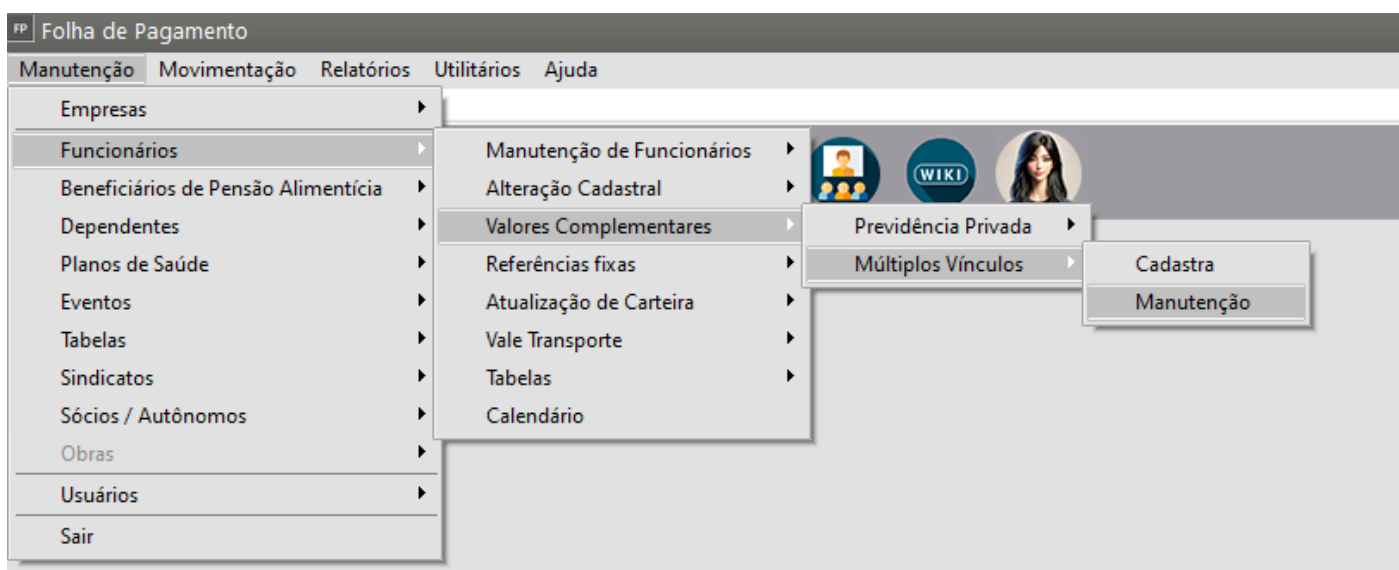 FP Folha de Pagamento
Manutenção Movimentação Relatórios Utilitários Ajuda
Empresas
Funcionários
Beneficiários de Pensão Alimentícia
Dependentes
Planos de Saúde
Eventos
Tabelas
Sindicatos
Sócios / Autônomos
Obras
Usuários
Sair
Manutenção de Funcionários
Alteração Cadastral
Valores Complementares
Referências fixas
Atualização de Carteira
Vale Transporte
Tabelas
Calendário
WIKI
Previdência Privada
Múltiplos Vínculos
Cadastra
Manutenção